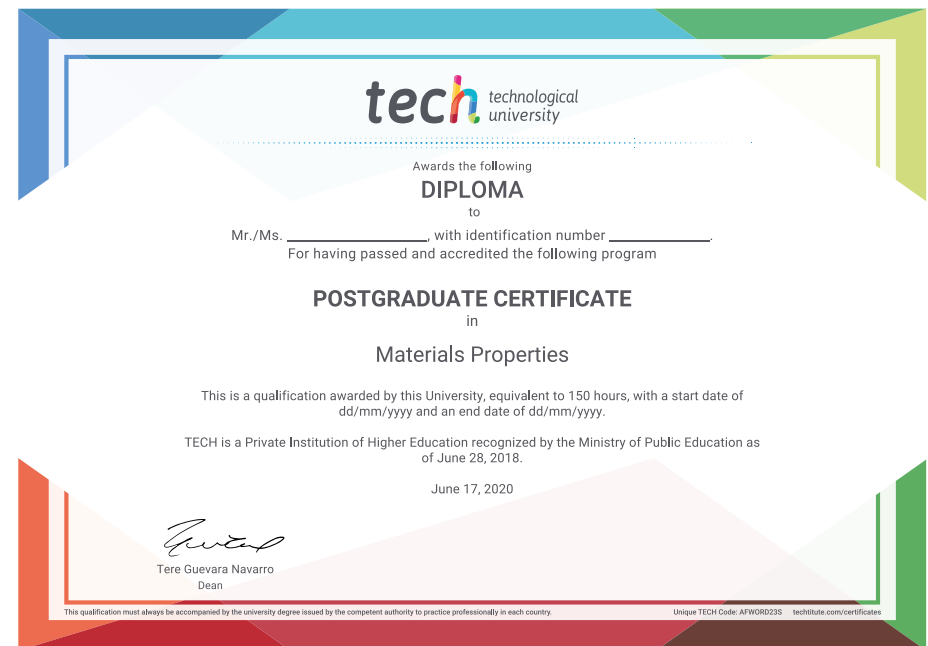 tech technological
university
Awards the following
DIPLOMA
to
Mr./Ms. ____________________, with identification number ______________.
For having passed and accredited the following program
POSTGRADUATE CERTIFICATE
in
Materials Properties
This is a qualification awarded by this University, equivalent to 150 hours, with a start date of
dd/mm/yyyy and an end date of dd/mm/yyyy.
TECH is a Private Institution of Higher Education recognized by the Ministry of Public Education as
of June 28, 2018.
June 17, 2020
Tere Guevara Navarro
Dean
This qualification must always be accompanied by the university degree issued by the competent authority to practice professionally in each country. Unique TECH Code: AFWORD23S techtitute.com/certificates